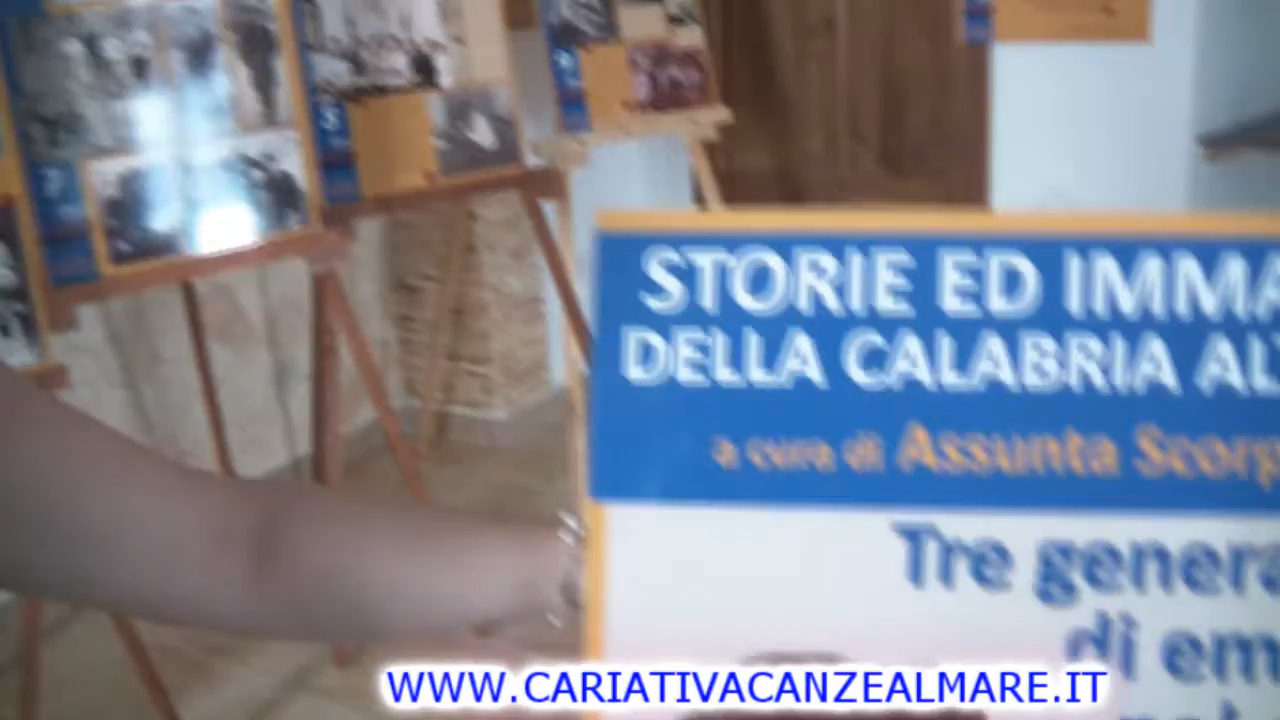 STORIE ED IMMA
DELLA CALABRIA AL
a cura di Assunta Scorp
Tre genera
di em
WWW.CARIATIVACANZEALMARE.IT